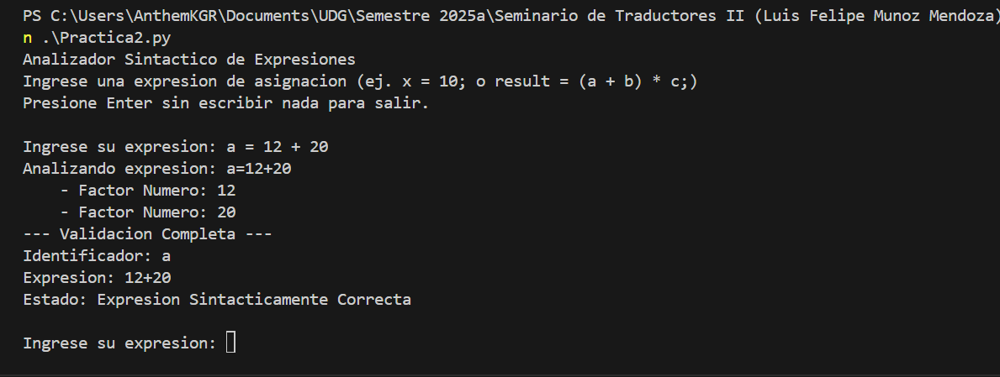 PS C:\Users\AnthemKGR\Documents\UDG\Semestre 2025a\Seminario de Traductores II (Luis Felipe Munoz Mendoza)
n .\Practica2.py
Analizador Sintactico de Expresiones
Ingrese una expresion de asignacion (ej. x = 10; o result = (a + b) * c;)
Presione Enter sin escribir nada para salir.
Ingrese su expresion: a = 12 + 20
Analizando expresion: a=12+20
- Factor Numero: 12
- Factor Numero: 20
--- Validacion Completa ---
Identificador: a
Expresion: 12+20
Estado: Expresion Sintacticamente Correcta
Ingrese su expresion: